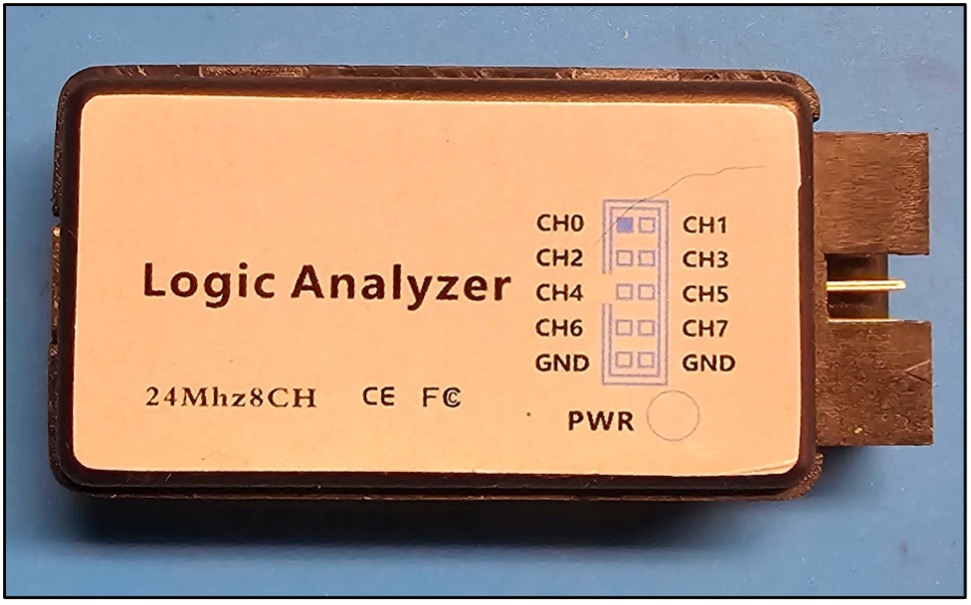 Logic Analyzer
24Mhz8CH CE FC
CH0 CH1
CH2 CH3
CH4 CH5
CH6 CH7
GND GND
PWR